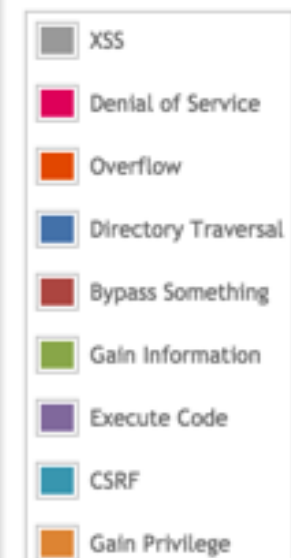 XSS
Denial of Service
Overflow
Directory Traversal
Bypass Something
Gain Information
Execute Code
CSRF
Gain Privilege